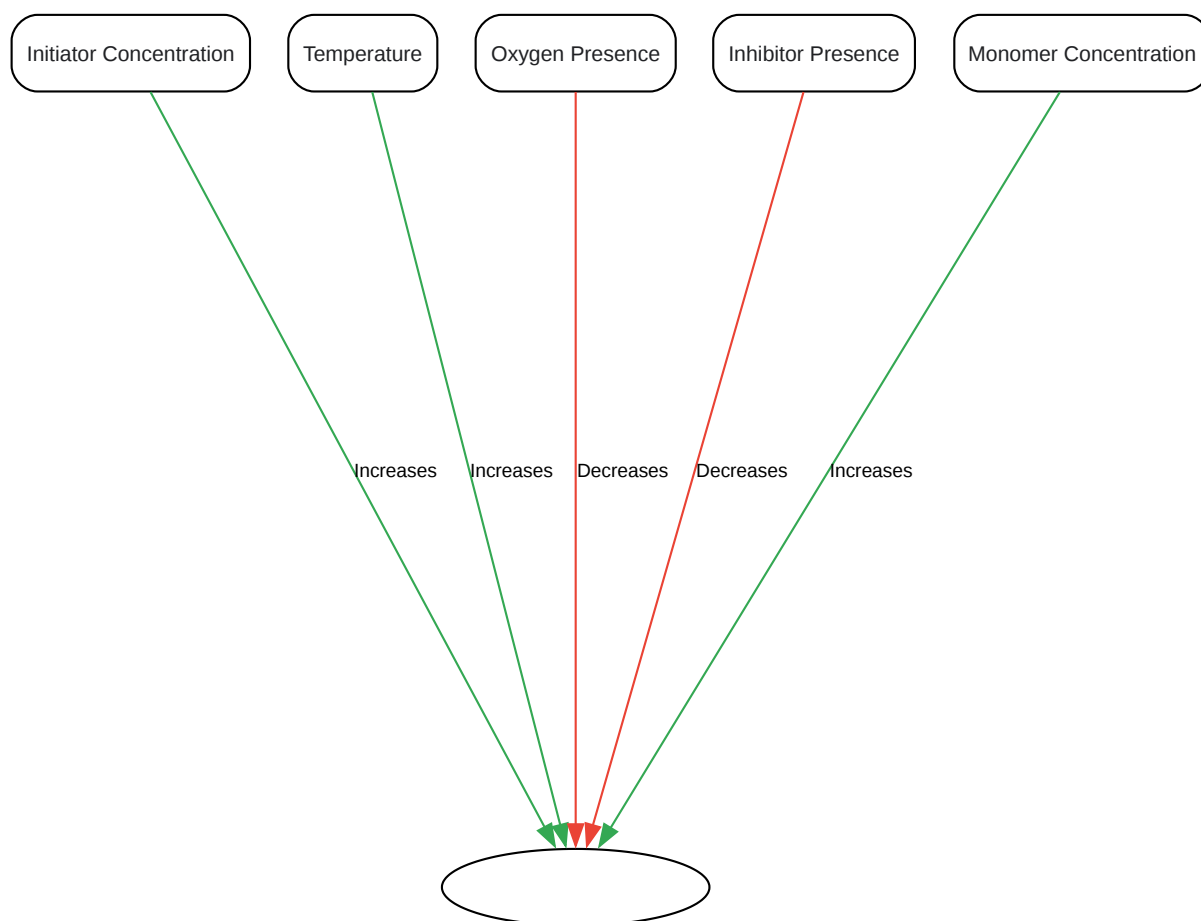 Initiator Concentration
Temperature
Oxygen Presence
Inhibitor Presence
Monomer Concentration
Increases
Increases
Decreases
Decreases
Increases